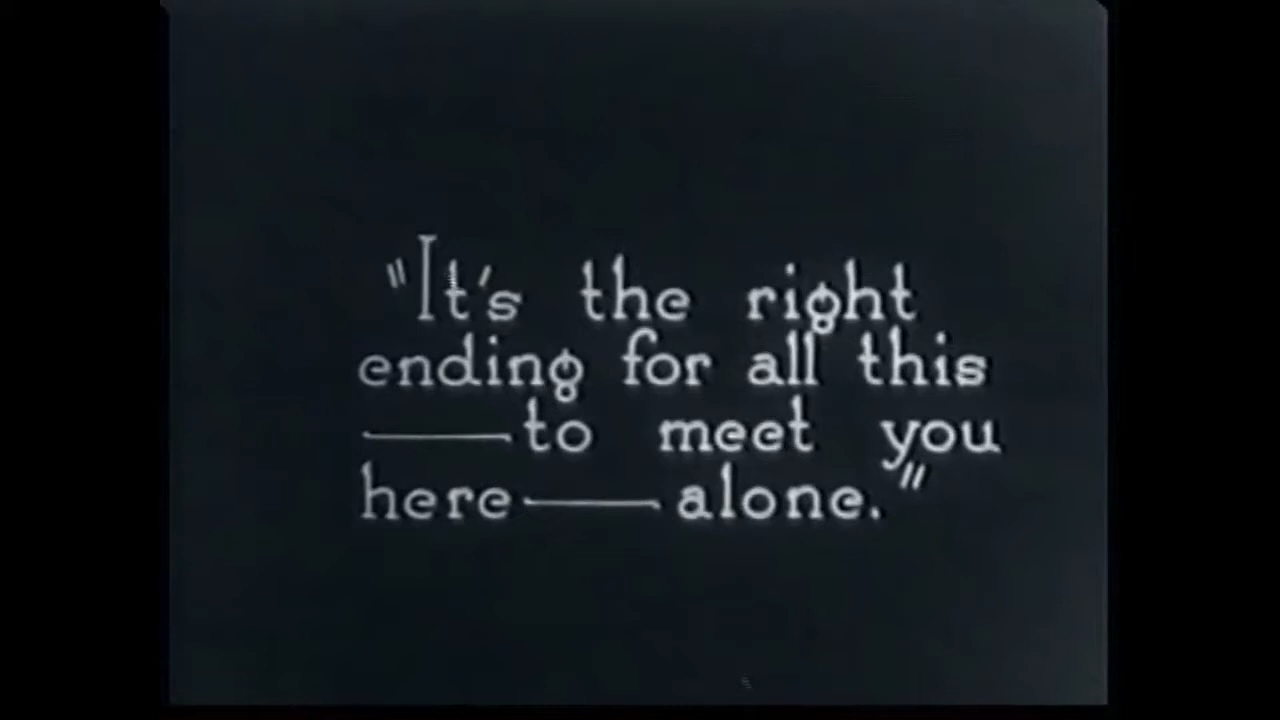 "It's the right
ending for all this
——to meet you
here——alone."